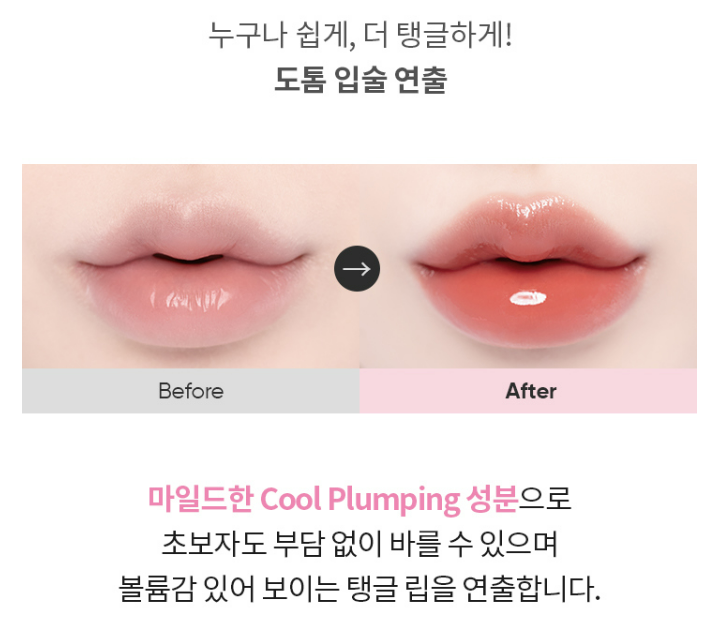 누구나 쉽게, 더 탱글하게!
도톰 입술 연출
Before
After
마일드한 Cool Plumping 성분으로
초보자도 부담 없이 바를 수 있으며
볼륨감 있어 보이는 탱글 립을 연출합니다.